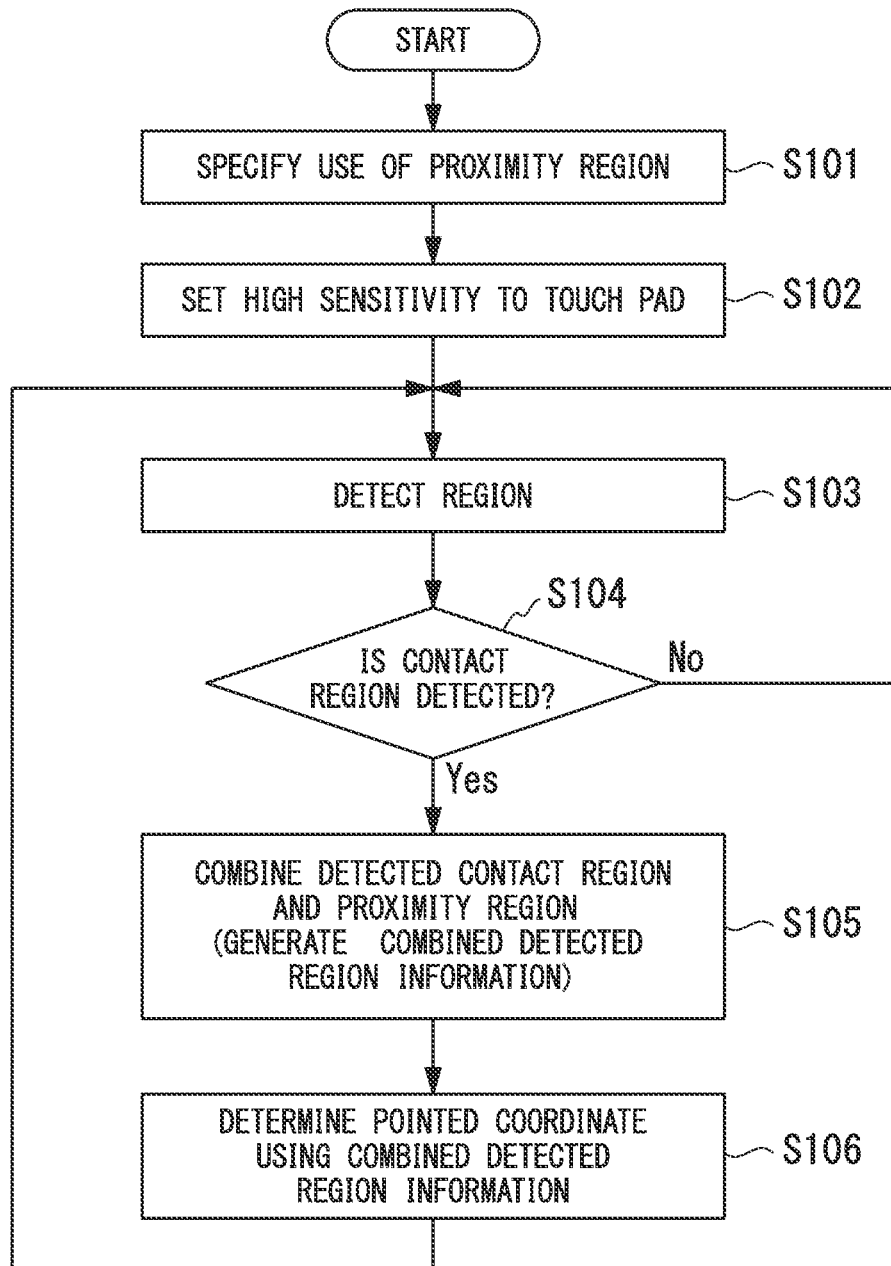 START
SPECIFY USE OF PROXIMITY REGION
S101
SET HIGH SENSITIVITY TO TOUCH PAD
S102
DETECT REGION
S103
S104
IS CONTACT
REGION DETECTED?
No
Yes
COMBINE DETECTED CONTACT REGION
AND PROXIMITY REGION
(GENERATE COMBINED DETECTED
REGION INFORMATION)
S105
DETERMINE POINTED COORDINATE
USING COMBINED DETECTED
REGION INFORMATION
S106